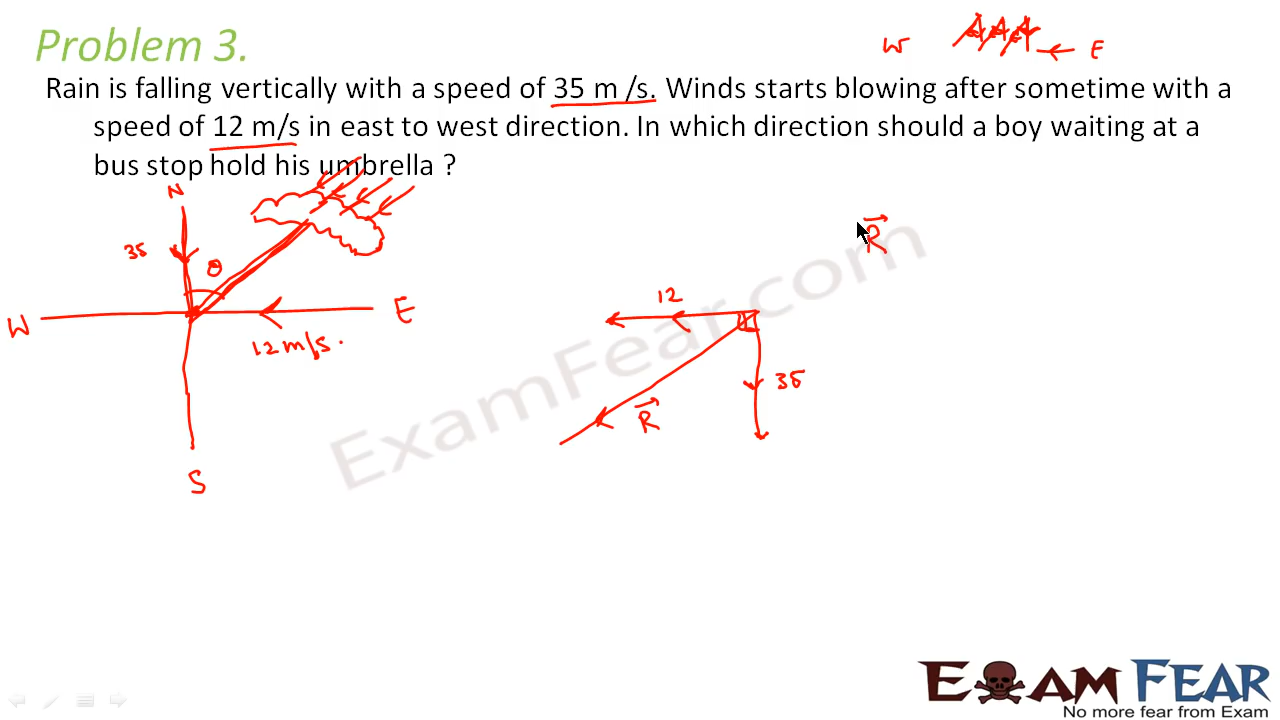 Problem 3.
W E
Rain is falling vertically with a speed of 35 m /s. Winds starts blowing after sometime with a
speed of 12 m/s in east to west direction. In which direction should a boy waiting at a
bus stop hold his umbrella ?
N
35
θ
R
W E
12 m/s.
12
35
R
S
ExamFear.com
EXAM FEAR
No more fear from Exam